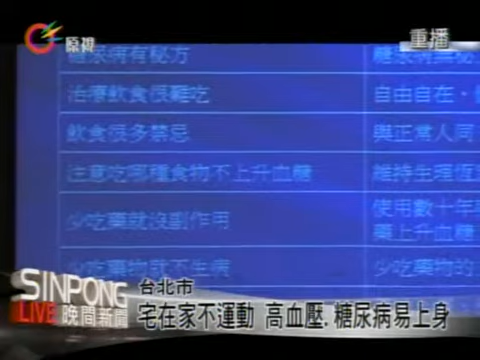 原視
重播
糖尿病有秘方
治療飲食很難吃
自由自在、
飲食很多禁忌
與正常人同
注意吃哪種食物不上升血糖
維持生理恆
少吃藥就沒副作用
使用數十年
藥上升血糖
少吃藥物就不生病
少吃藥物的
SINPONG
LIVE 晚間新聞
台北市
宅在家不運動 高血壓.糖尿病易上身